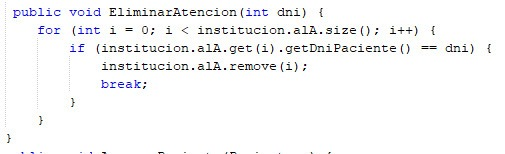 public void EliminarAtencion(int dni) {
    for (int i = 0; i < institucion.alA.size(); i++) {
        if (institucion.alA.get(i).getDniPaciente() == dni) {
            institucion.alA.remove(i);
            break;
        }
    }
}